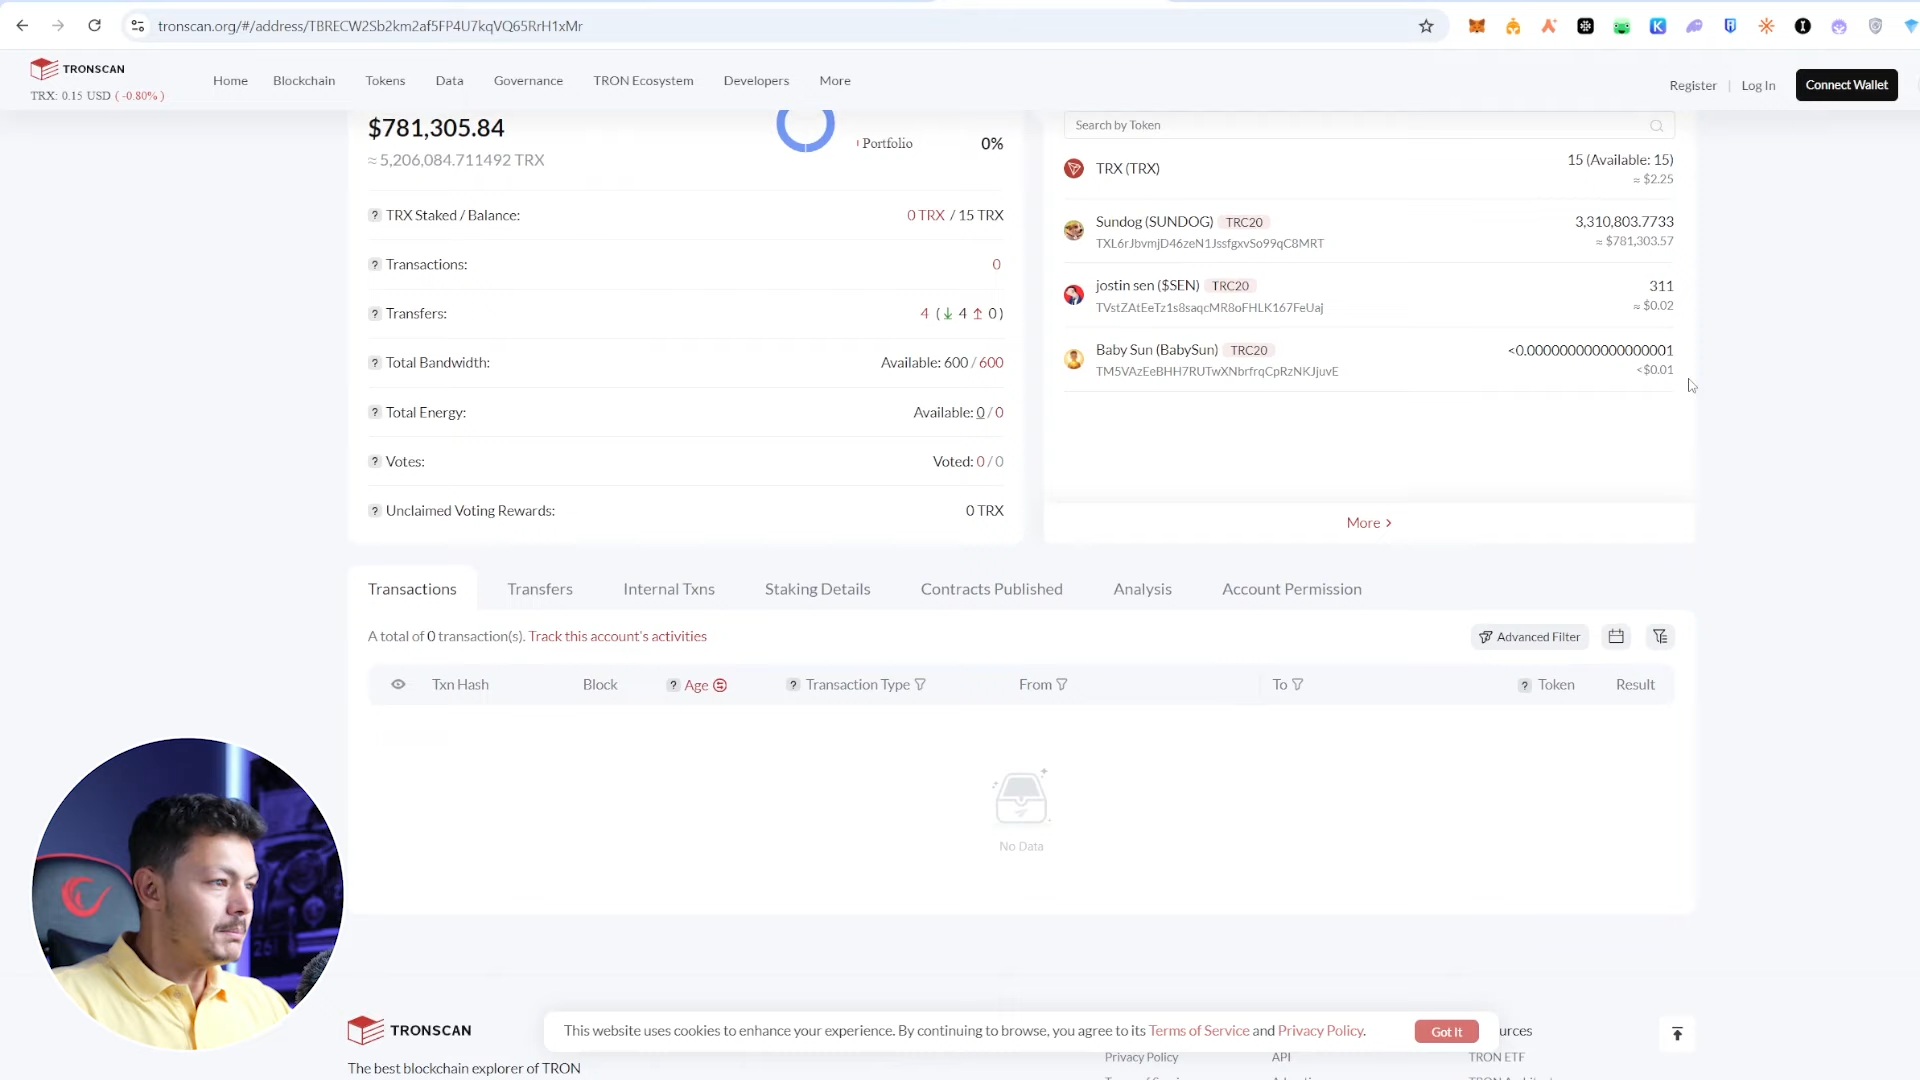 tronscan.org/#/address/TBRECW2Sb2km2af5FP4U7kqVQ65RrH1xMr
TRONSCAN
TRX: 0.15 USD ( -0.80% )
Home
Blockchain
Tokens
Data
Governance
TRON Ecosystem
Developers
More
Register
Log In
Connect Wallet
$781,305.84
≈ 5,206,084.711492 TRX
Portfolio
0%
TRX Staked / Balance:
0 TRX / 15 TRX
Transactions:
0
Transfers:
4 (↓ 4 ↑ 0)
Total Bandwidth:
Available: 600 / 600
Total Energy:
Available: 0 / 0
Votes:
Voted: 0 / 0
Unclaimed Voting Rewards:
0 TRX
Search by Token
TRX (TRX)
15 (Available: 15)
≈ $2.25
Sundog (SUNDOG) TRC20
3,310,803.7733
TXL6rJbvmjD46zeN1JssfgxvSo99qC8MRT
≈ $781,303.57
jostin sen ($SEN) TRC20
311
TVstZAtEeTz1s8saqcMR8oFHLK167FeUaj
≈ $0.02
Baby Sun (BabySun) TRC20
<0.000000000000000001
TM5VAzEeBHH7RUTwXNbrfrqCpRzNKJjuvE
<$0.01
More >
Transactions
Transfers
Internal Txns
Staking Details
Contracts Published
Analysis
Account Permission
A total of 0 transaction(s). Track this account's activities
Advanced Filter
Txn Hash
Block
Age
Transaction Type
From
To
Token
Result
No Data
TRONSCAN
The best blockchain explorer of TRON
This website uses cookies to enhance your experience. By continuing to browse, you agree to its Terms of Service and Privacy Policy.
Got It
urces
Privacy Policy
API
TRON ETF